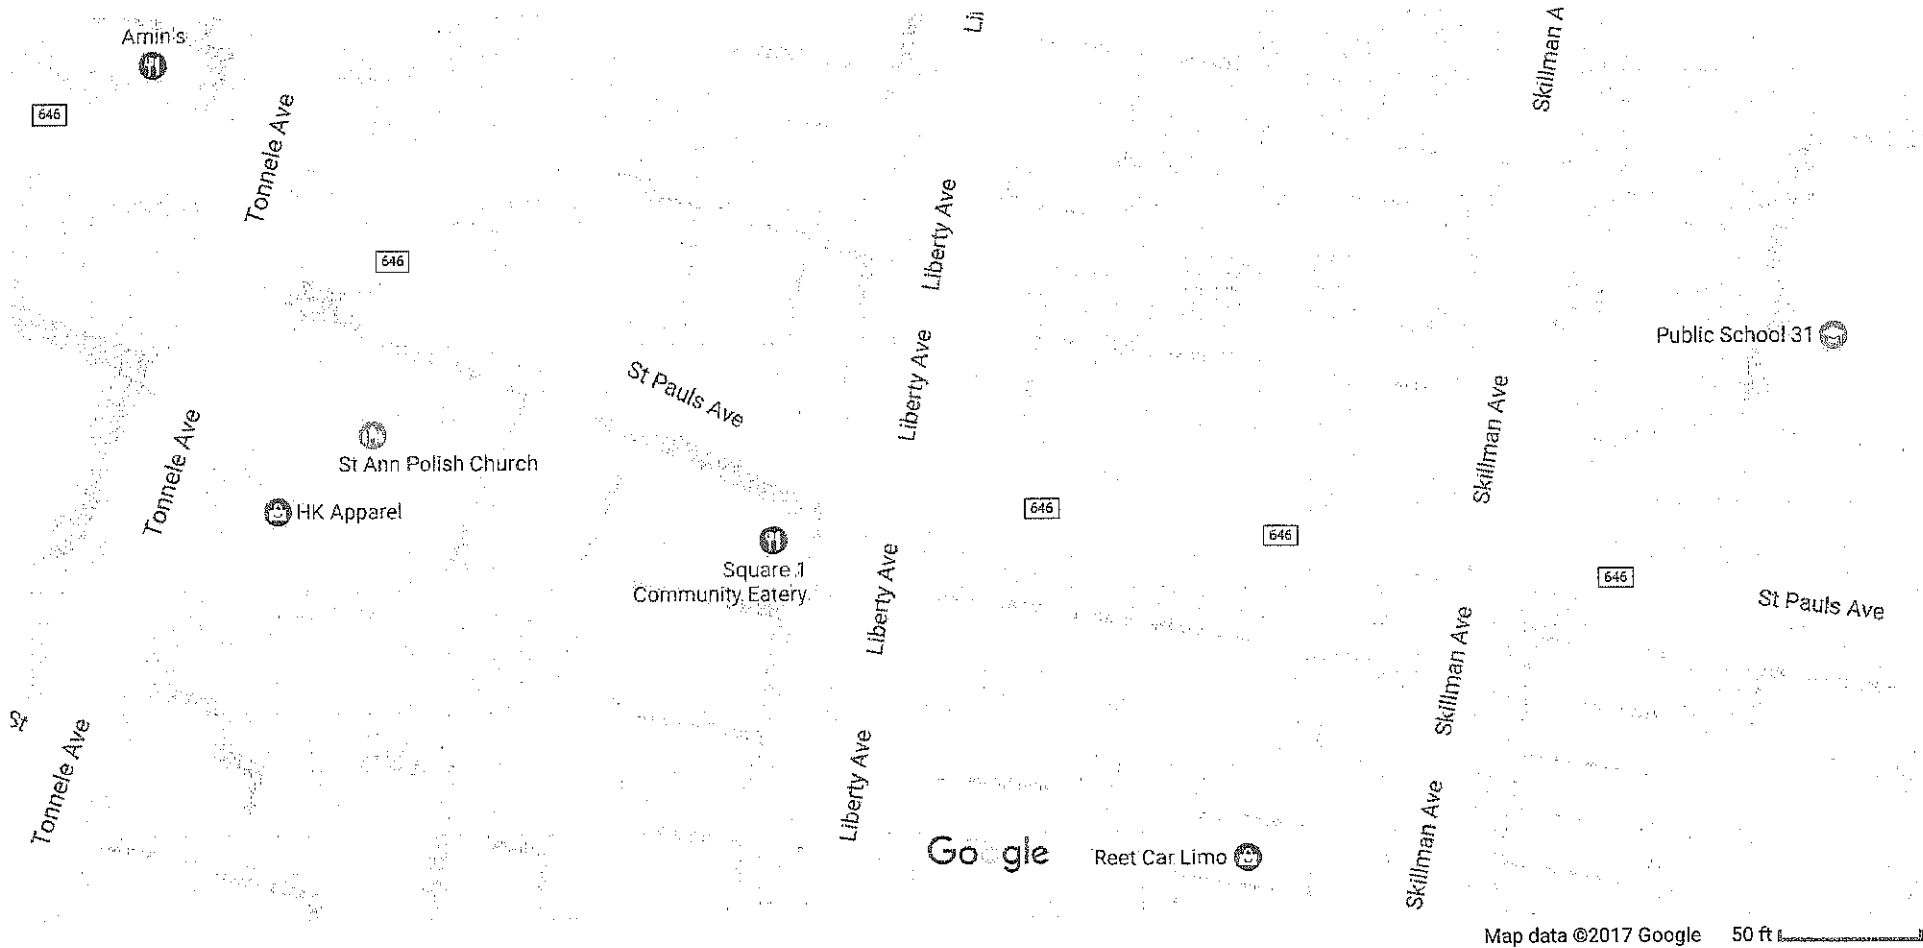 Lii
Skillman A
Amin's
646
Tonnele Ave
Liberty Ave
646
Public School 31
Liberty Ave
St Pauls Ave
Skillman Ave
Tonnele Ave
St Ann Polish Church
HK Apparel
646
646
Square 1
Community Eatery
Liberty Ave
646
St Pauls Ave
Skillman Ave
St
Tonnele Ave
Liberty Ave
Skillman Ave
Google
Reet Car Limo
Map data ©2017 Google 50 ft